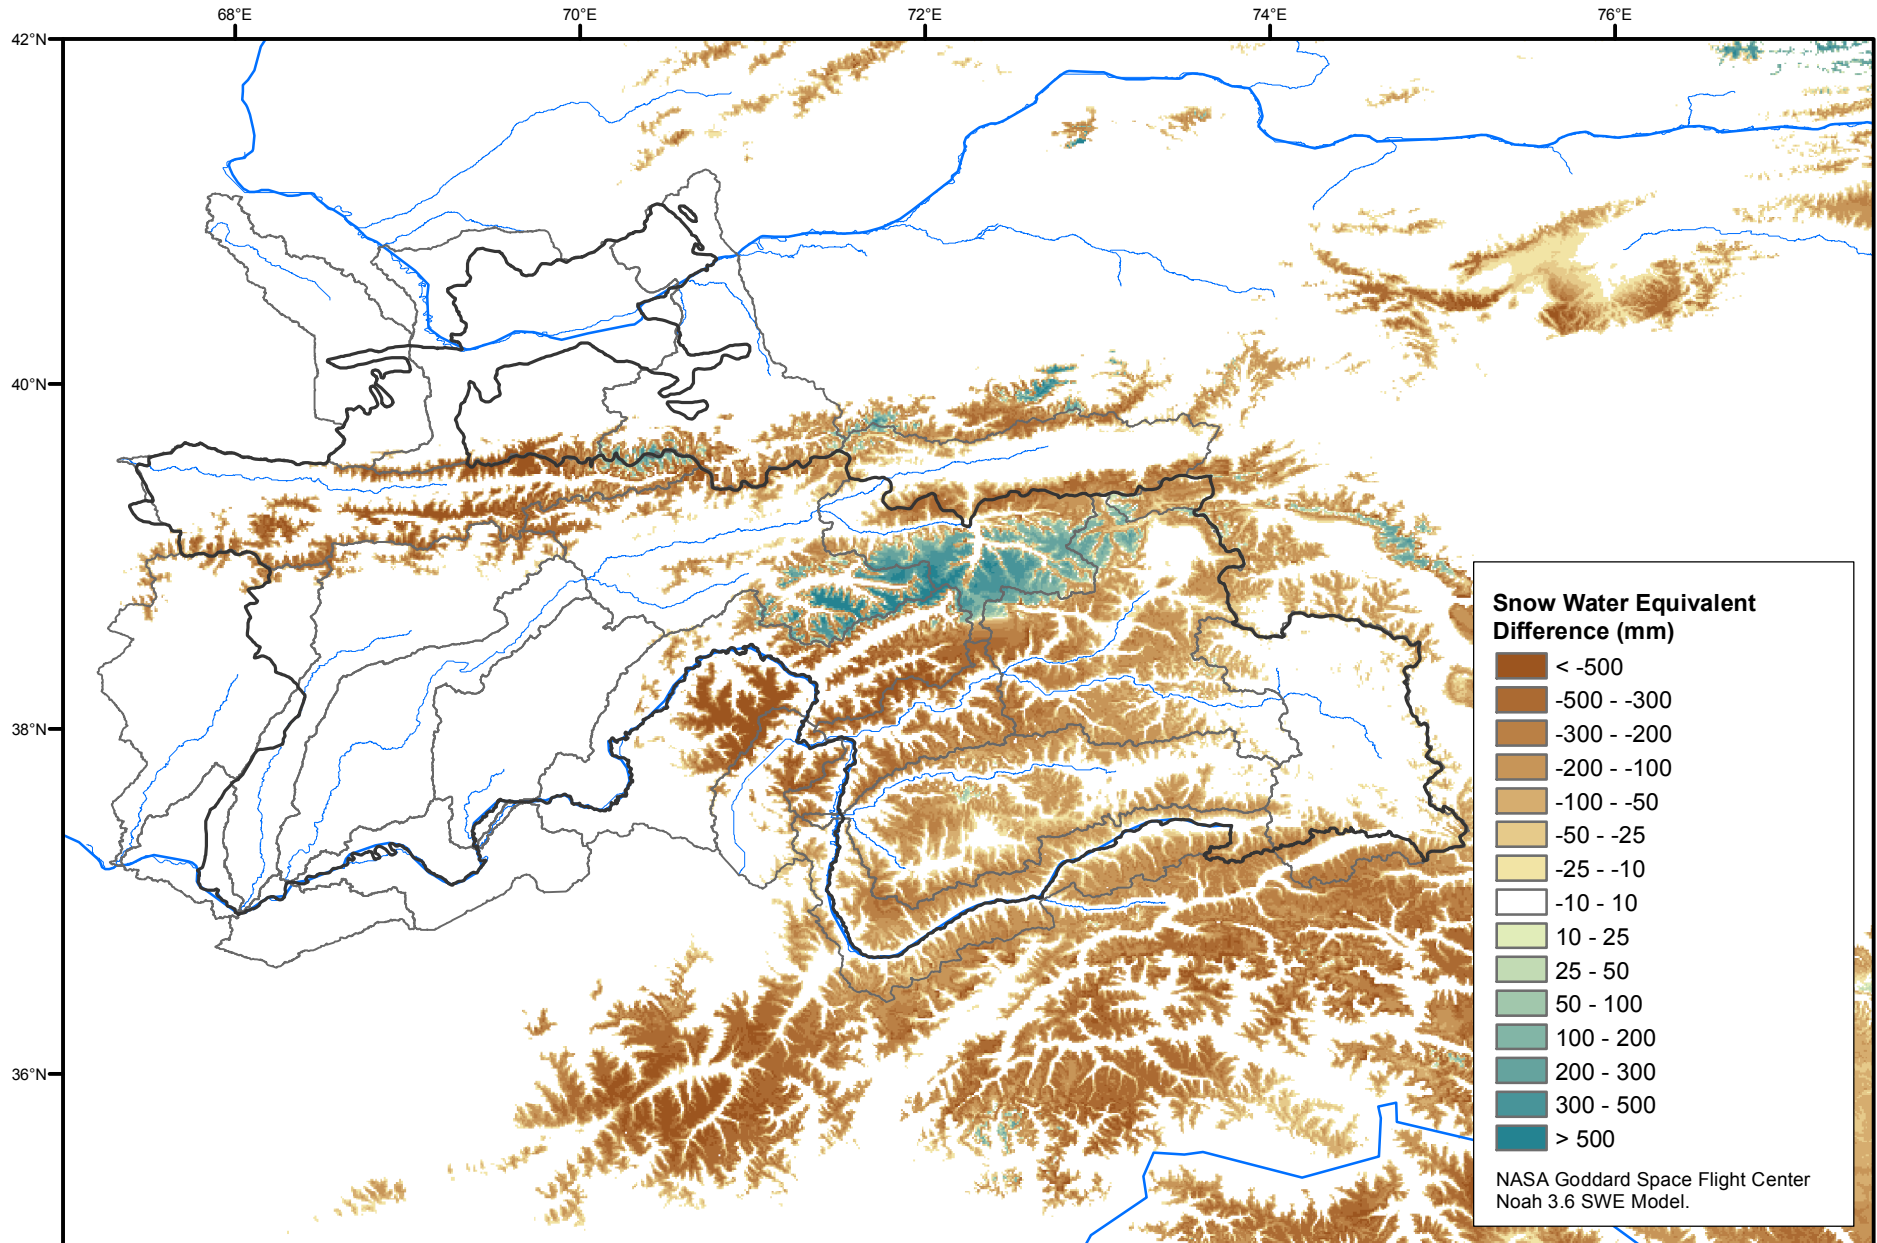 68°E
70°E
72°E
74°E
76°E
42°N
40°N
38°N
36°N
Snow Water Equivalent
Difference (mm)
< -500
-500 - -300
-300 - -200
-200 - -100
-100 - -50
-50 - -25
-25 - -10
-10 - 10
10 - 25
25 - 50
50 - 100
100 - 200
200 - 300
300 - 500
> 500
NASA Goddard Space Flight Center
Noah 3.6 SWE Model.